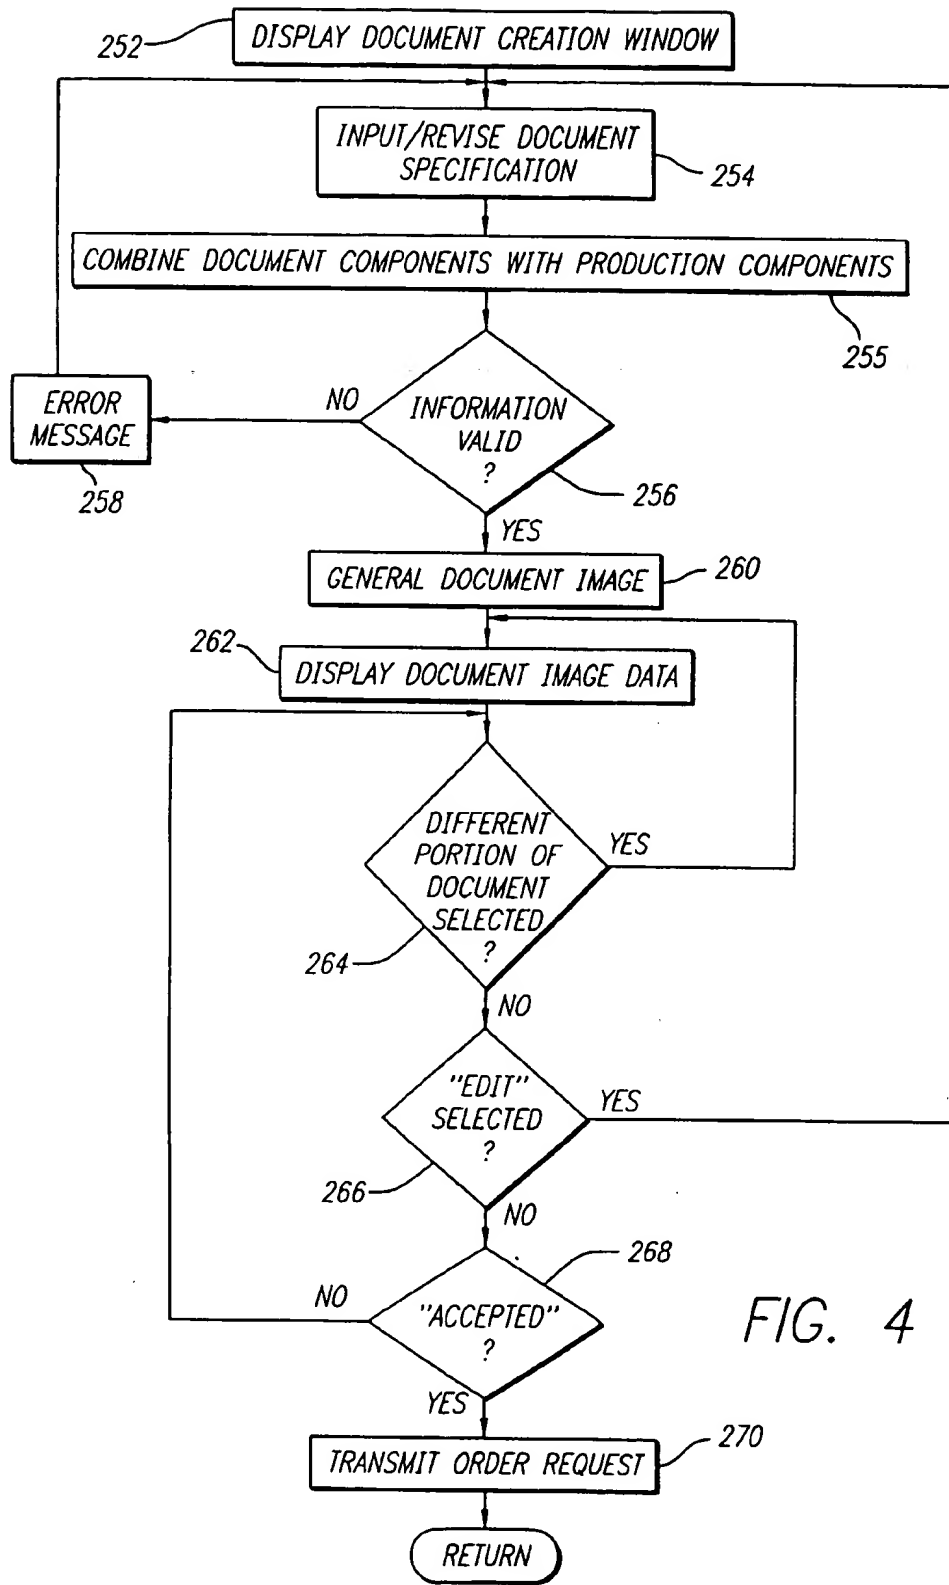 252
DISPLAY DOCUMENT CREATION WINDOW
INPUT/REVISE DOCUMENT
SPECIFICATION
254
COMBINE DOCUMENT COMPONENTS WITH PRODUCTION COMPONENTS
255
ERROR
MESSAGE
258
NO
INFORMATION
VALID
?
256
YES
GENERAL DOCUMENT IMAGE
260
262
DISPLAY DOCUMENT IMAGE DATA
DIFFERENT
PORTION OF
DOCUMENT
SELECTED
?
YES
264
NO
"EDIT"
SELECTED
?
YES
266
NO
268
NO
"ACCEPTED"
?
FIG. 4
YES
TRANSMIT ORDER REQUEST
270
RETURN